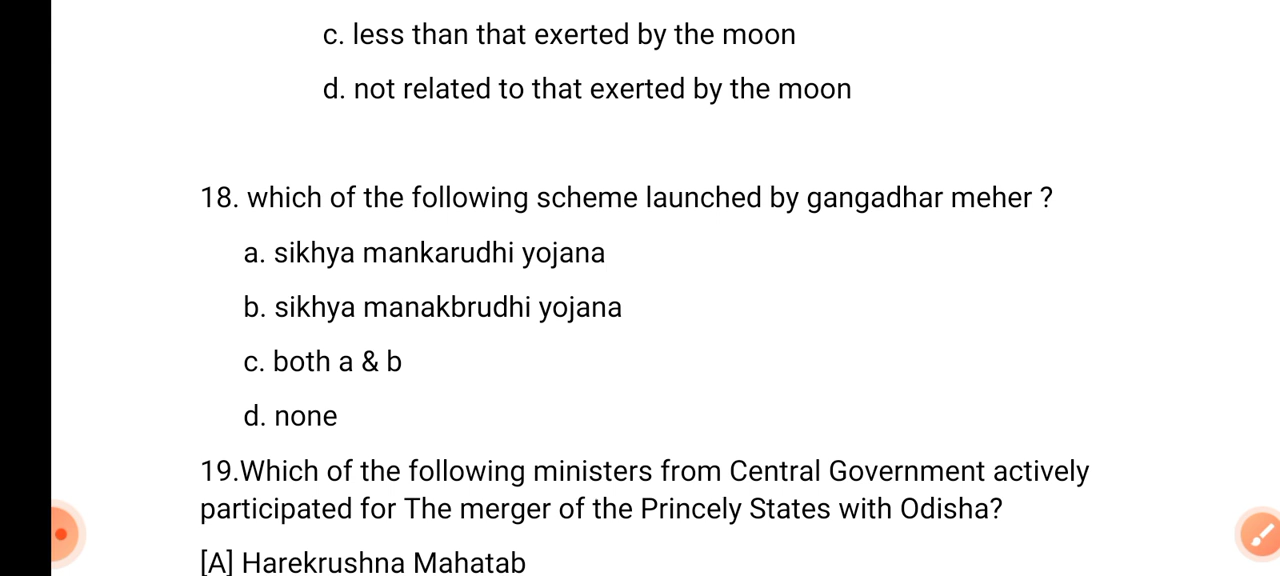 c. less than that exerted by the moon
d. not related to that exerted by the moon
18. which of the following scheme launched by gangadhar meher ?
a. sikhya mankarudhi yojana
b. sikhya manakbrudhi yojana
c. both a & b
d. none
19.Which of the following ministers from Central Government actively
participated for The merger of the Princely States with Odisha?
[A] Harekrushna Mahatab